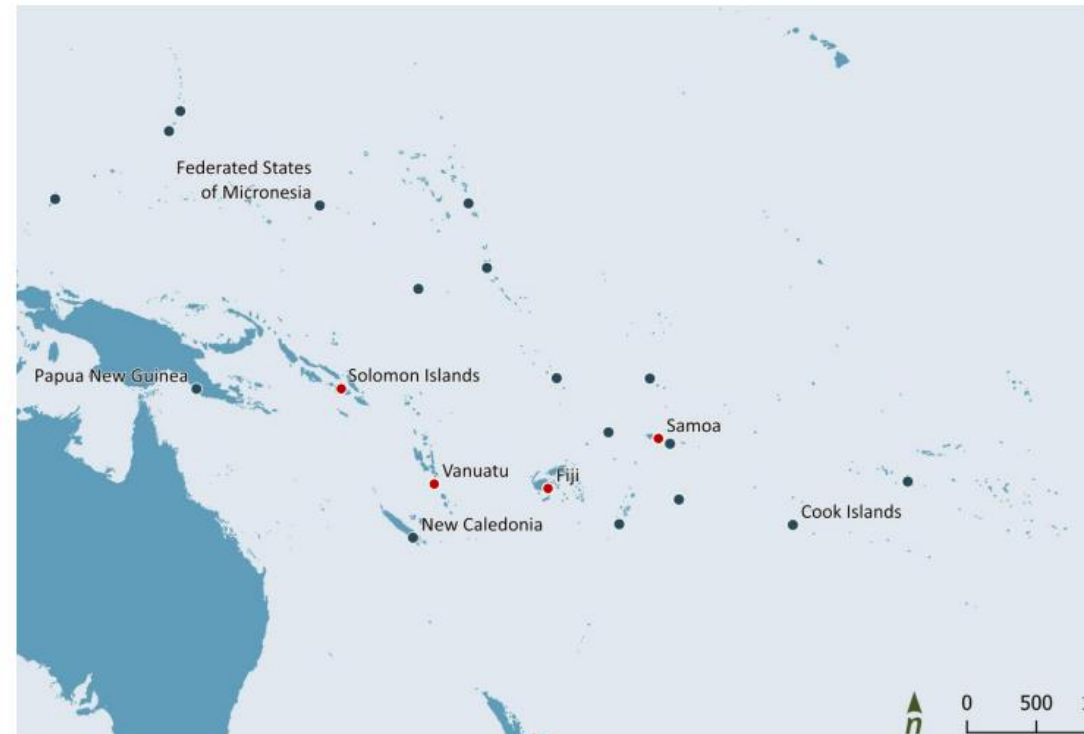 Federated States
of Micronesia
Papua New Guinea
Solomon Islands
Samoa
Vanuatu
Fiji
New Caledonia
Cook Islands
0 500
n